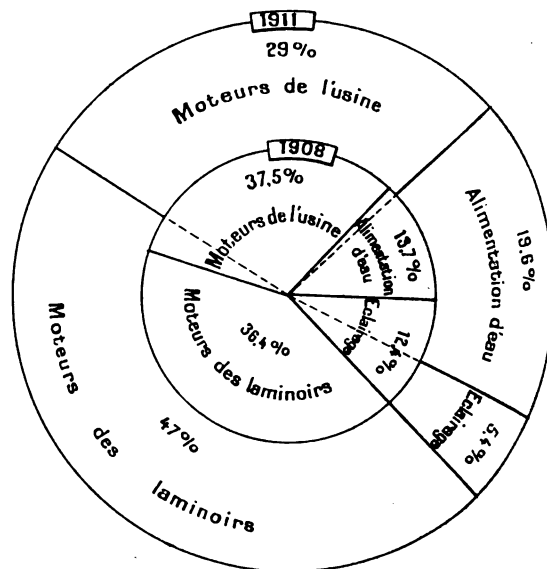 1911
29%
Moteurs de l'usine
1908
37,5%
Moteurs de l'usine
13,7%
Alimentation
d'eau
19.6%
Alimentation d'eau
Eclairage
12,4%
36.4%
Moteurs des laminoirs
Eclairage
5.4%
47%
Moteurs des laminoirs